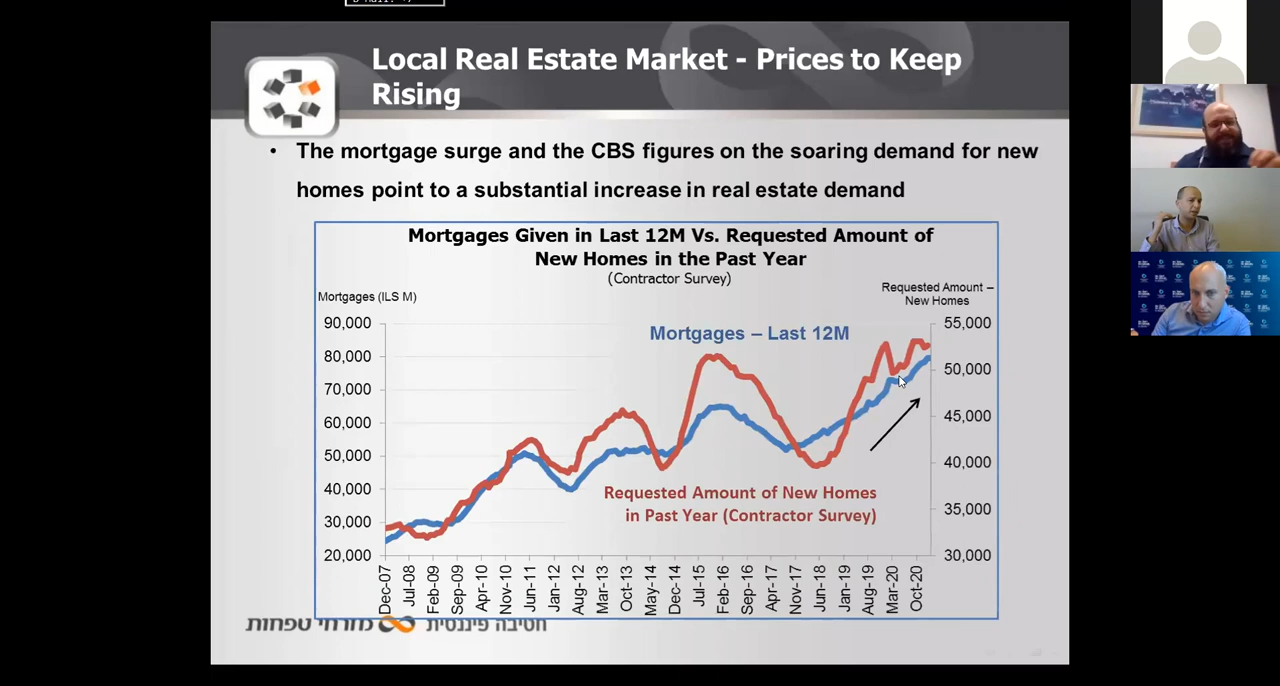 Local Real Estate Market - Prices to Keep
Rising
• The mortgage surge and the CBS figures on the soaring demand for new
homes point to a substantial increase in real estate demand
Mortgages Given in Last 12M Vs. Requested Amount of
New Homes in the Past Year
(Contractor Survey)
Mortgages (ILS M)
Requested Amount –
New Homes
90,000
80,000
70,000
60,000
50,000
40,000
30,000
20,000
55,000
50,000
45,000
40,000
35,000
30,000
Mortgages – Last 12M
Requested Amount of New Homes
in Past Year (Contractor Survey)
Dec-07
Jul-08
Feb-09
Sep-09
Apr-10
Nov-10
Jun-11
Jan-12
Aug-12
Mar-13
Oct-13
May-14
Dec-14
Jul-15
Feb-16
Sep-16
Apr-17
Nov-17
Jun-18
Jan-19
Aug-19
Mar-20
Oct-20
מזרחי טפחות חטיבה פיננסית